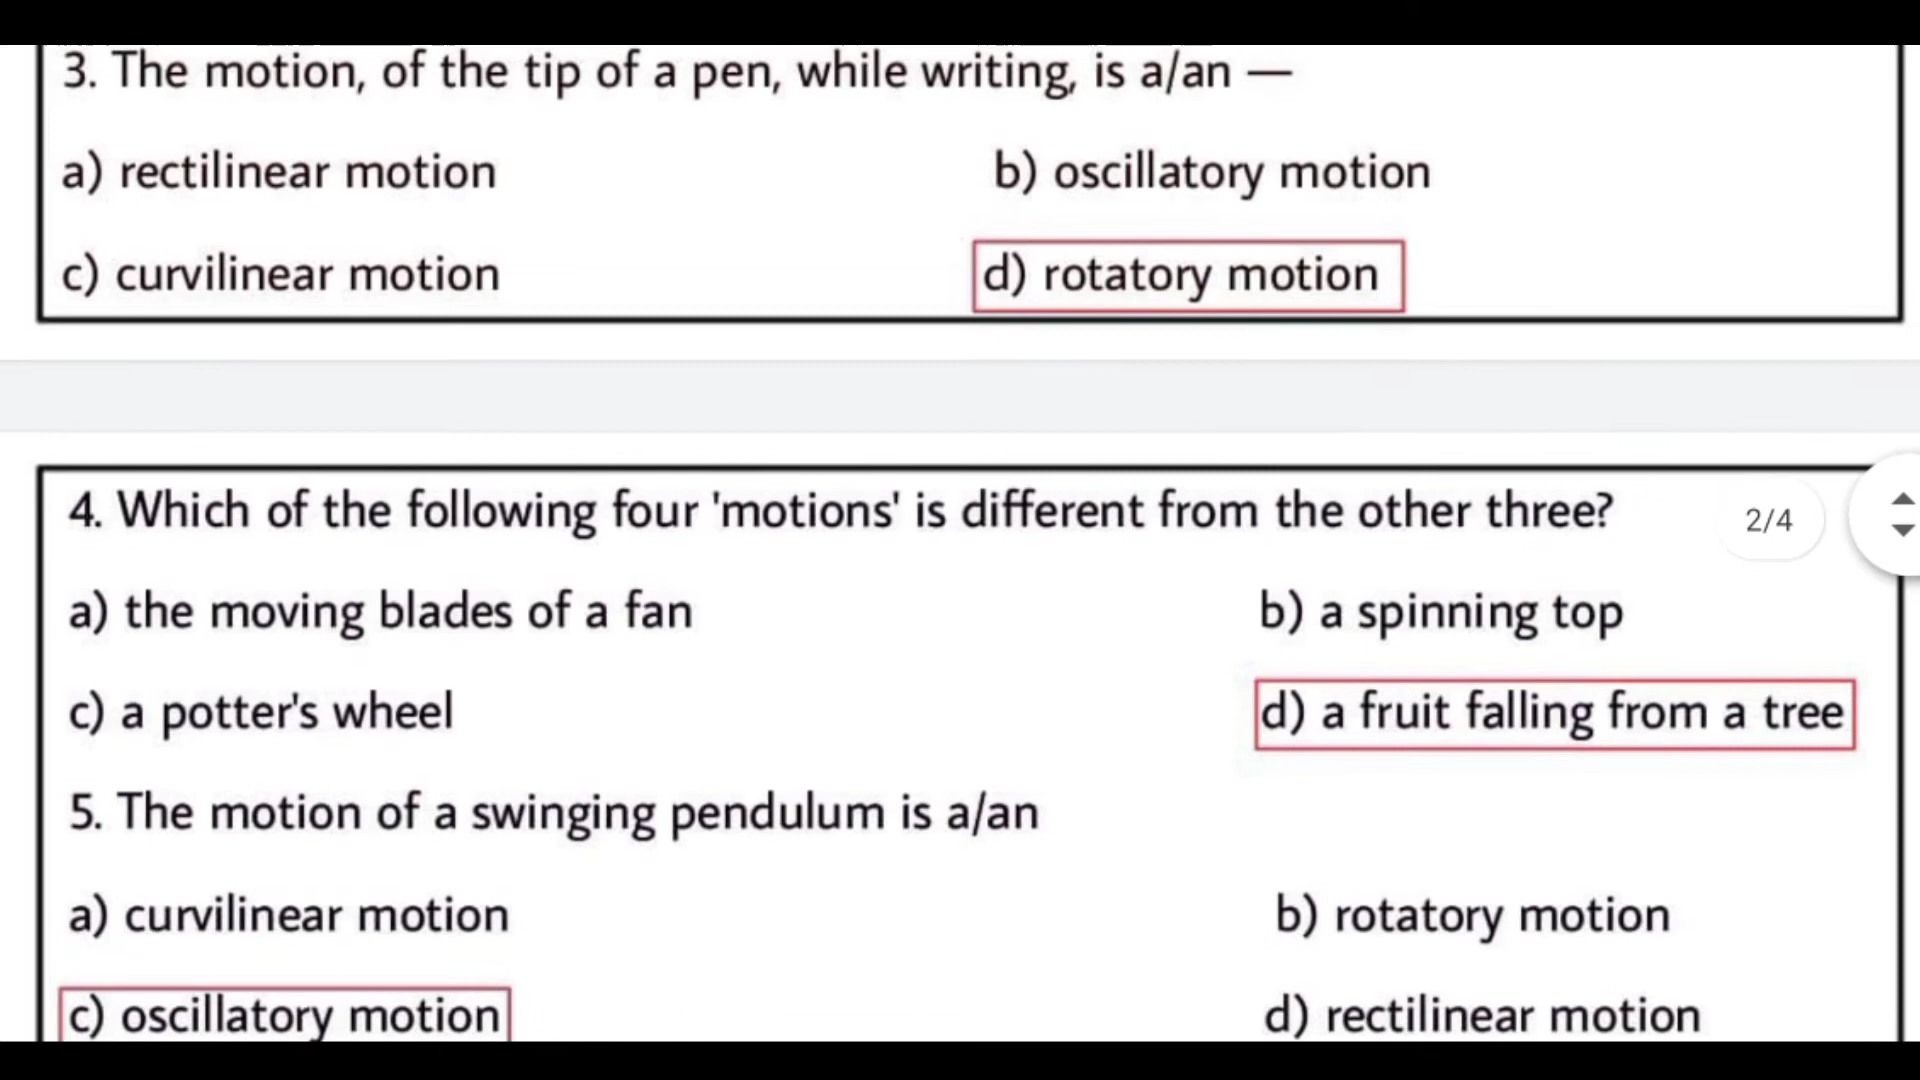 3. The motion, of the tip of a pen, while writing, is a/an —
a) rectilinear motion b) oscillatory motion
c) curvilinear motion d) rotatory motion
4. Which of the following four 'motions' is different from the other three?
2/4
a) the moving blades of a fan b) a spinning top
c) a potter's wheel d) a fruit falling from a tree
5. The motion of a swinging pendulum is a/an
a) curvilinear motion b) rotatory motion
c) oscillatory motion d) rectilinear motion